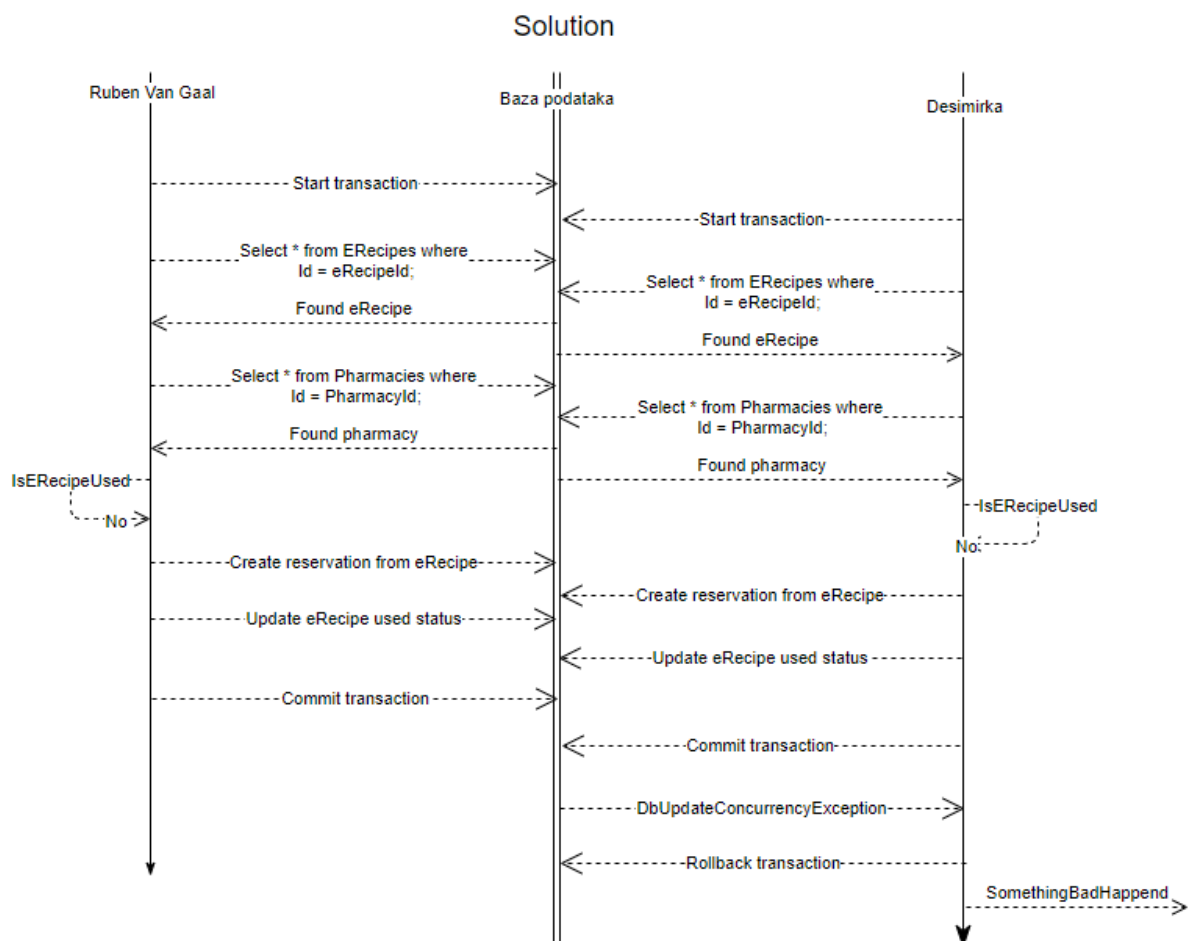 Solution
Ruben Van Gaal
Baza podataka
Desimirka
Start transaction
Start transaction
Select * from ERecipes where
Id = eRecipeId;
Select * from ERecipes where
Id = eRecipeId;
Found eRecipe
Found eRecipe
Select * from Pharmacies where
Id = PharmacyId;
Select * from Pharmacies where
Id = PharmacyId;
Found pharmacy
Found pharmacy
IsERecipeUsed
No
IsERecipeUsed
No
Create reservation from eRecipe
Create reservation from eRecipe
Update eRecipe used status
Update eRecipe used status
Commit transaction
Commit transaction
DbUpdateConcurrencyException
Rollback transaction
SomethingBadHappend